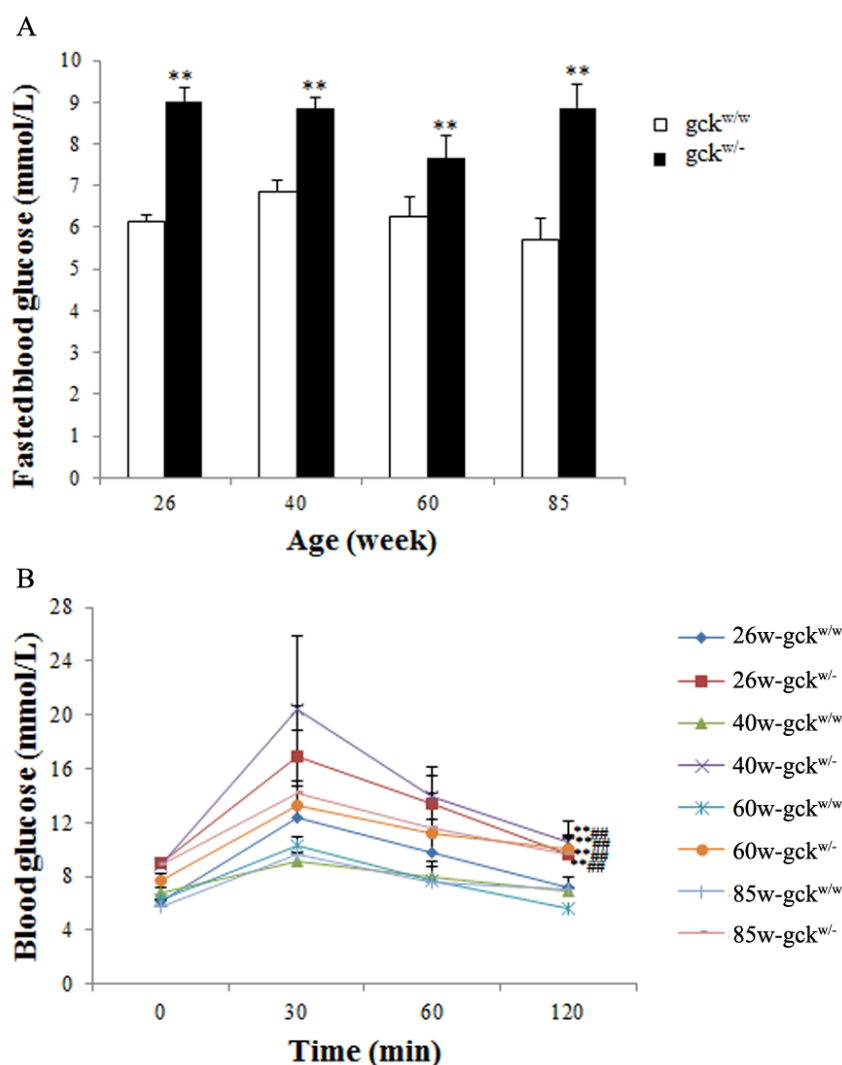 A
Fasted blood glucose (mmol/L)
10
9
8
7
6
5
4
3
2
1
0
** ** ** **
26 40 60 85
Age (week)
gck^w/w
gck^w/-
B
Blood glucose (mmol/L)
28
24
20
16
12
8
4
0
0 30 60 120
Time (min)
**##
**##
**##
**##
26w-gck^w/w
26w-gck^w/-
40w-gck^w/w
40w-gck^w/-
60w-gck^w/w
60w-gck^w/-
85w-gck^w/w
85w-gck^w/-